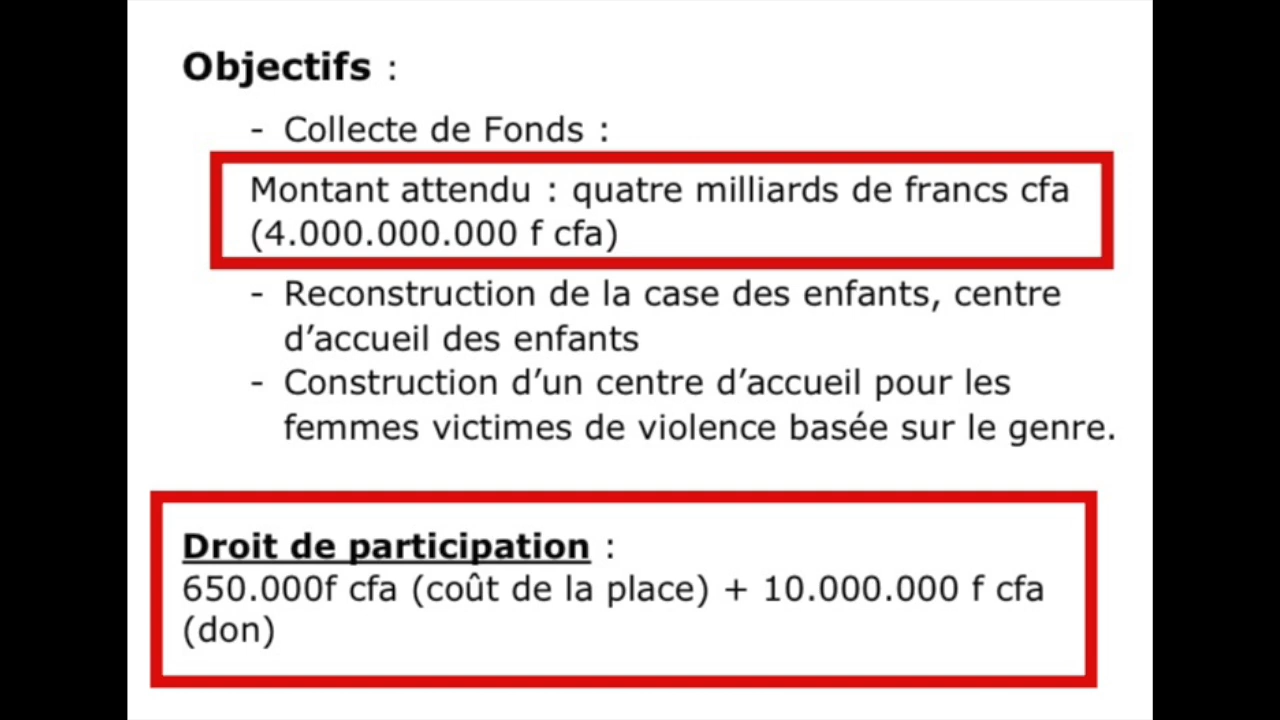 Objectifs :
- Collecte de Fonds :
Montant attendu : quatre milliards de francs cfa
(4.000.000.000 f cfa)
- Reconstruction de la case des enfants, centre
d’accueil des enfants
- Construction d’un centre d’accueil pour les
femmes victimes de violence basée sur le genre.
Droit de participation :
650.000f cfa (coût de la place) + 10.000.000 f cfa
(don)